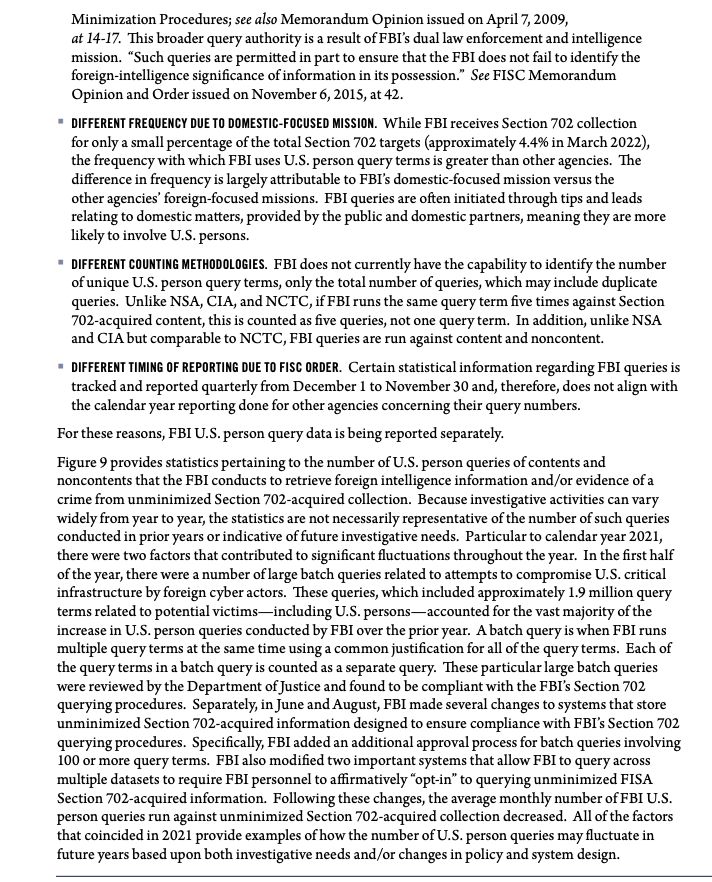 Minimization Procedures; see also Memorandum Opinion issued on April 7, 2009,
at 14-17. This broader query authority is a result of FBI’s dual law enforcement and intelligence
mission. “Such queries are permitted in part to ensure that the FBI does not fail to identify the
foreign-intelligence significance of information in its possession.” See FISC Memorandum
Opinion and Order issued on November 6, 2015, at 42.
▪ DIFFERENT FREQUENCY DUE TO DOMESTIC-FOCUSED MISSION. While FBI receives Section 702 collection
for only a small percentage of the total Section 702 targets (approximately 4.4% in March 2022),
the frequency with which FBI uses U.S. person query terms is greater than other agencies. The
difference in frequency is largely attributable to FBI’s domestic-focused mission versus the
other agencies’ foreign-focused missions. FBI queries are often initiated through tips and leads
relating to domestic matters, provided by the public and domestic partners, meaning they are more
likely to involve U.S. persons.
▪ DIFFERENT COUNTING METHODOLOGIES. FBI does not currently have the capability to identify the number
of unique U.S. person query terms, only the total number of queries, which may include duplicate
queries. Unlike NSA, CIA, and NCTC, if FBI runs the same query term five times against Section
702-acquired content, this is counted as five queries, not one query term. In addition, unlike NSA
and CIA but comparable to NCTC, FBI queries are run against content and noncontent.
▪ DIFFERENT TIMING OF REPORTING DUE TO FISC ORDER. Certain statistical information regarding FBI queries is
tracked and reported quarterly from December 1 to November 30 and, therefore, does not align with
the calendar year reporting done for other agencies concerning their query numbers.
For these reasons, FBI U.S. person query data is being reported separately.
Figure 9 provides statistics pertaining to the number of U.S. person queries of contents and
noncontents that the FBI conducts to retrieve foreign intelligence information and/or evidence of a
crime from unminimized Section 702-acquired collection. Because investigative activities can vary
widely from year to year, the statistics are not necessarily representative of the number of such queries
conducted in prior years or indicative of future investigative needs. Particular to calendar year 2021,
there were two factors that contributed to significant fluctuations throughout the year. In the first half
of the year, there were a number of large batch queries related to attempts to compromise U.S. critical
infrastructure by foreign cyber actors. These queries, which included approximately 1.9 million query
terms related to potential victims—including U.S. persons—accounted for the vast majority of the
increase in U.S. person queries conducted by FBI over the prior year. A batch query is when FBI runs
multiple query terms at the same time using a common justification for all of the query terms. Each of
the query terms in a batch query is counted as a separate query. These particular large batch queries
were reviewed by the Department of Justice and found to be compliant with the FBI’s Section 702
querying procedures. Separately, in June and August, FBI made several changes to systems that store
unminimized Section 702-acquired information designed to ensure compliance with FBI’s Section 702
querying procedures. Specifically, FBI added an additional approval process for batch queries involving
100 or more query terms. FBI also modified two important systems that allow FBI to query across
multiple datasets to require FBI personnel to affirmatively “opt-in” to querying unminimized FISA
Section 702-acquired information. Following these changes, the average monthly number of FBI U.S.
person queries run against unminimized Section 702-acquired collection decreased. All of the factors
that coincided in 2021 provide examples of how the number of U.S. person queries may fluctuate in
future years based upon both investigative needs and/or changes in policy and system design.